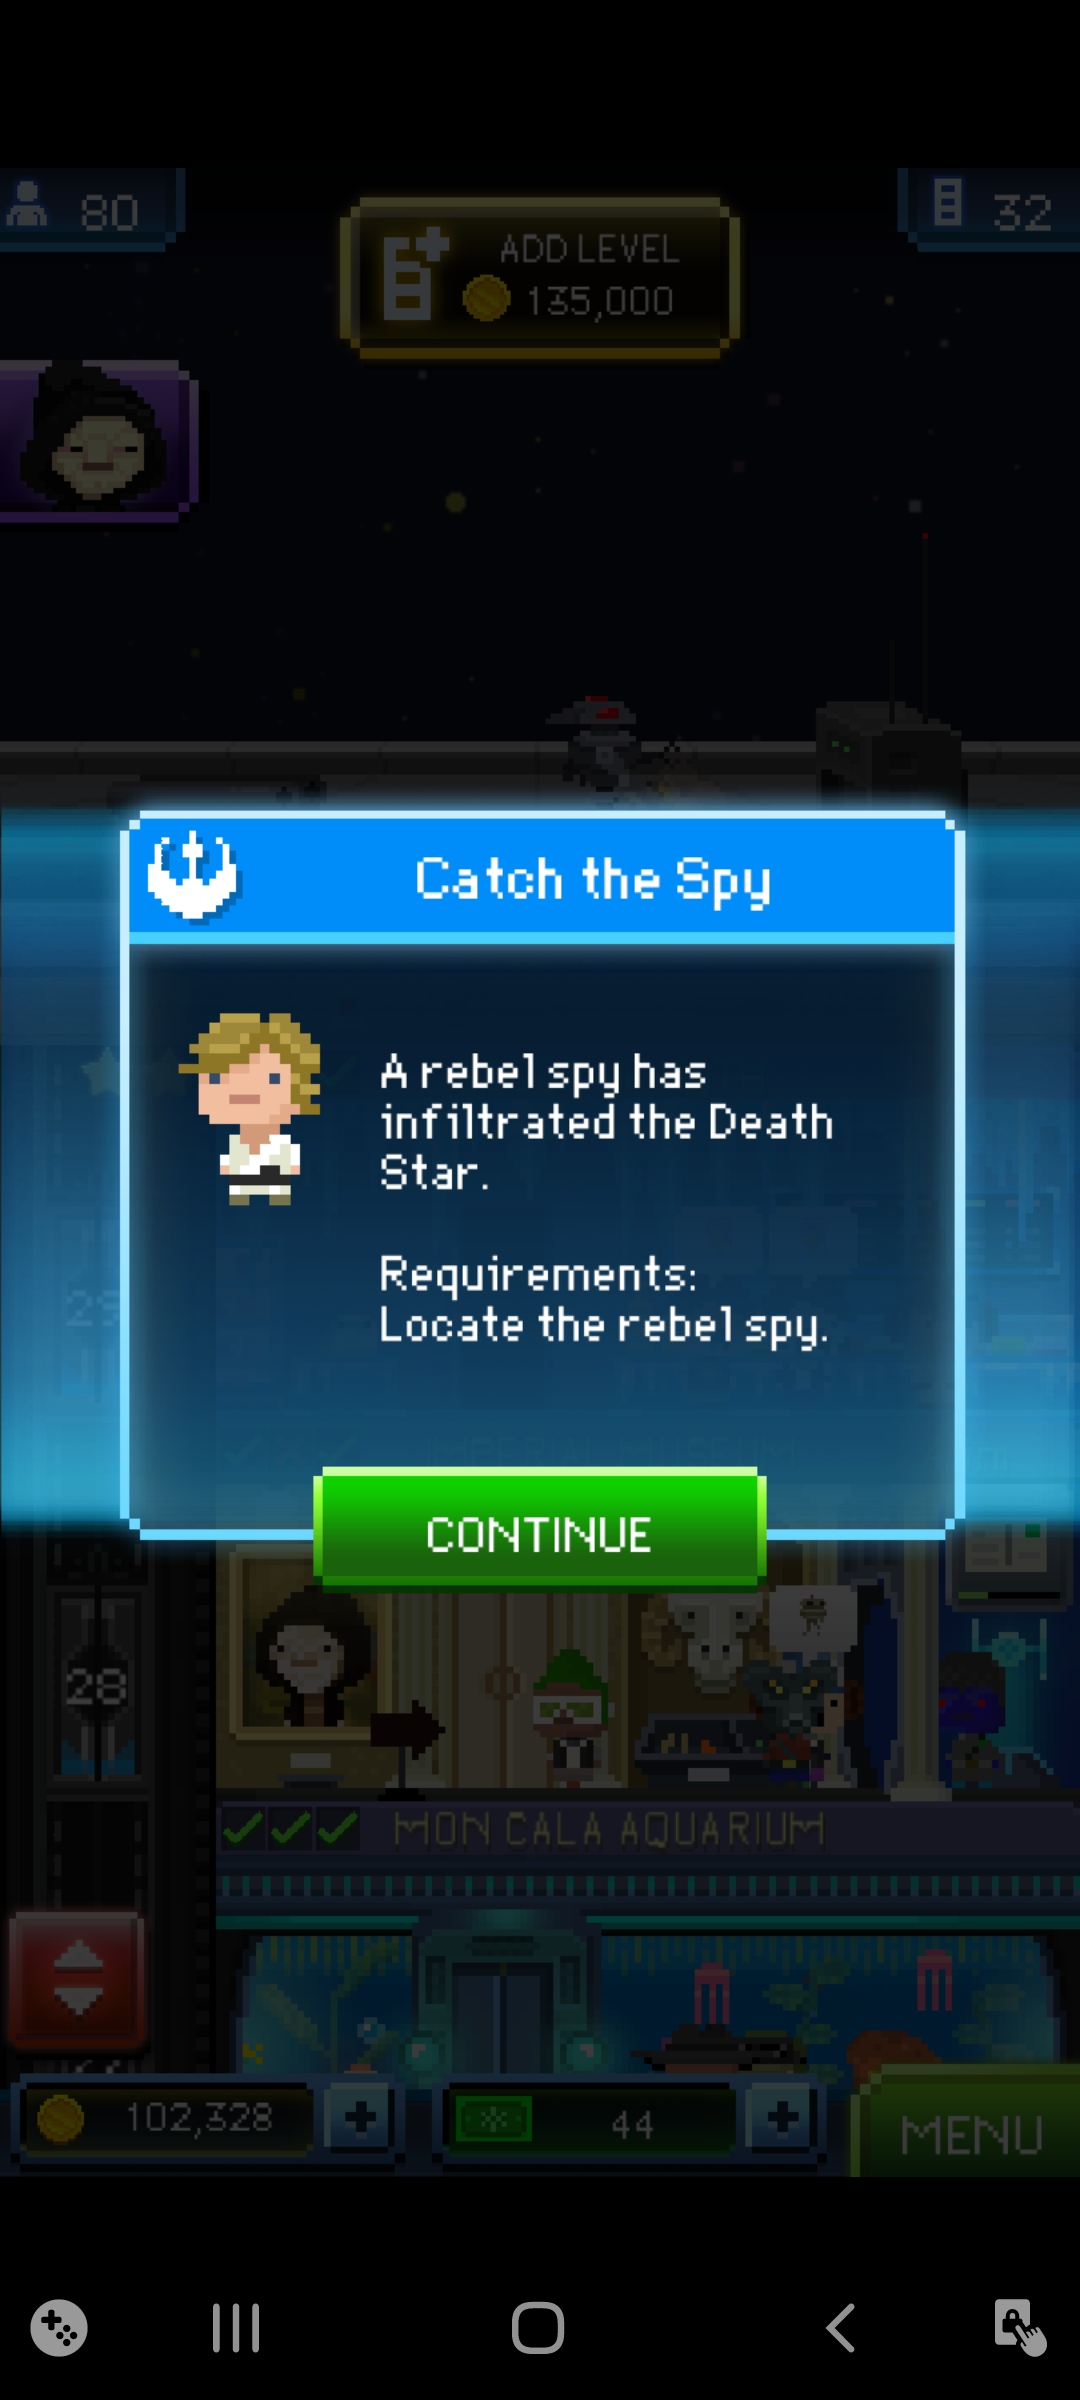 80
ADD LEVEL
135,000
32
Catch the Spy
A rebel spy has
infiltrated the Death
Star.
Requirements:
Locate the rebel spy.
CONTINUE
28
MON CALA AQUARIUM
102,328
44
MENU